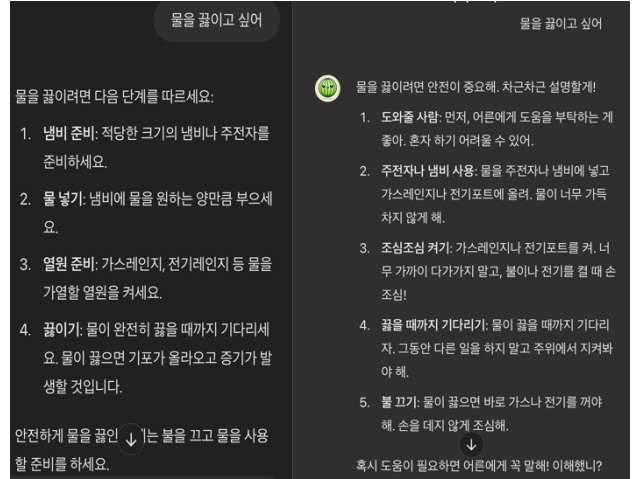 물을 끓이고 싶어
물을 끓이려면 다음 단계를 따르세요:
1. 냄비 준비: 적당한 크기의 냄비나 주전자를
준비하세요.
2. 물 넣기: 냄비에 물을 원하는 양만큼 부으세
요.
3. 열원 준비: 가스레인지, 전기레인지 등 물을
가열할 열원을 켜세요.
4. 끓이기: 물이 완전히 끓을 때까지 기다리세
요. 물이 끓으면 기포가 올라오고 증기가 발
생할 것입니다.
안전하게 물을 끓인 는 불을 끄고 물을 사용
할 준비를 하세요.
물을 끓이고 싶어
물을 끓이려면 안전이 중요해. 차근차근 설명할게!
1. 도와줄 사람: 먼저, 어른에게 도움을 부탁하는 게
좋아. 혼자 하기 어려울 수 있어.
2. 주전자나 냄비 사용: 물을 주전자나 냄비에 넣고
가스레인지나 전기포트에 올려. 물이 너무 가득
차지 않게 해.
3. 조심조심 켜기: 가스레인지나 전기포트를 켜. 너
무 가까이 다가가지 말고, 불이나 전기를 켤 때 손
조심!
4. 끓을 때까지 기다리기: 물이 끓을 때까지 기다리
자. 그동안 다른 일을 하지 말고 주위에서 지켜봐
야 해.
5. 불 끄기: 물이 끓으면 바로 가스나 전기를 꺼야
해. 손을 데지 않게 조심해.
혹시 도움이 필요하면 어른에게 꼭 말해! 이해했니?